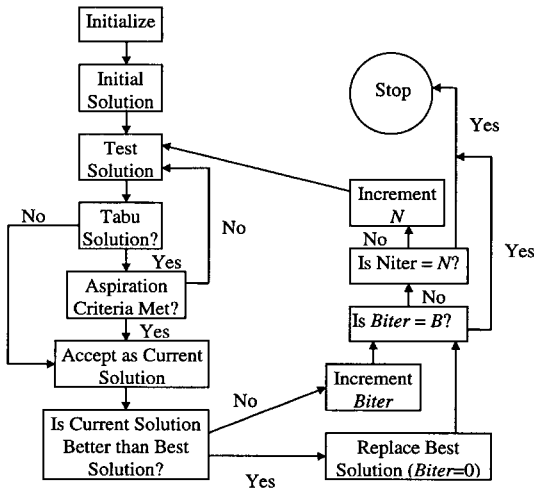 Initialize
Initial
Solution
Test
Solution
Tabu
Solution?
No
Yes
No
Aspiration
Criteria Met?
Yes
Accept as Current
Solution
Is Current Solution
Better than Best
Solution?
No
Yes
Increment
Biter
Replace Best
Solution (Biter=0)
Is Biter = B?
No
Yes
Is Niter = N?
No
Yes
Increment
N
Stop